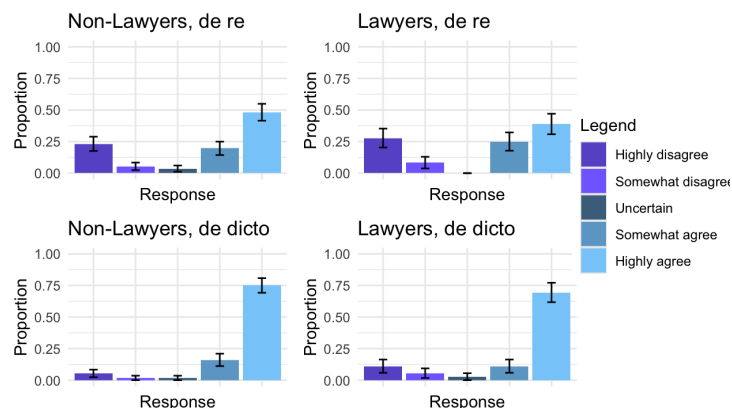 Non-Lawyers, de re
Lawyers, de re
1.00
0.75
0.50
0.25
0.00
Proportion
Response
1.00
0.75
0.50
0.25
0.00
Proportion
Response
Non-Lawyers, de dicto
Lawyers, de dicto
1.00
0.75
0.50
0.25
0.00
Proportion
Response
1.00
0.75
0.50
0.25
0.00
Proportion
Response
Legend
Highly disagree
Somewhat disagree
Uncertain
Somewhat agree
Highly agree